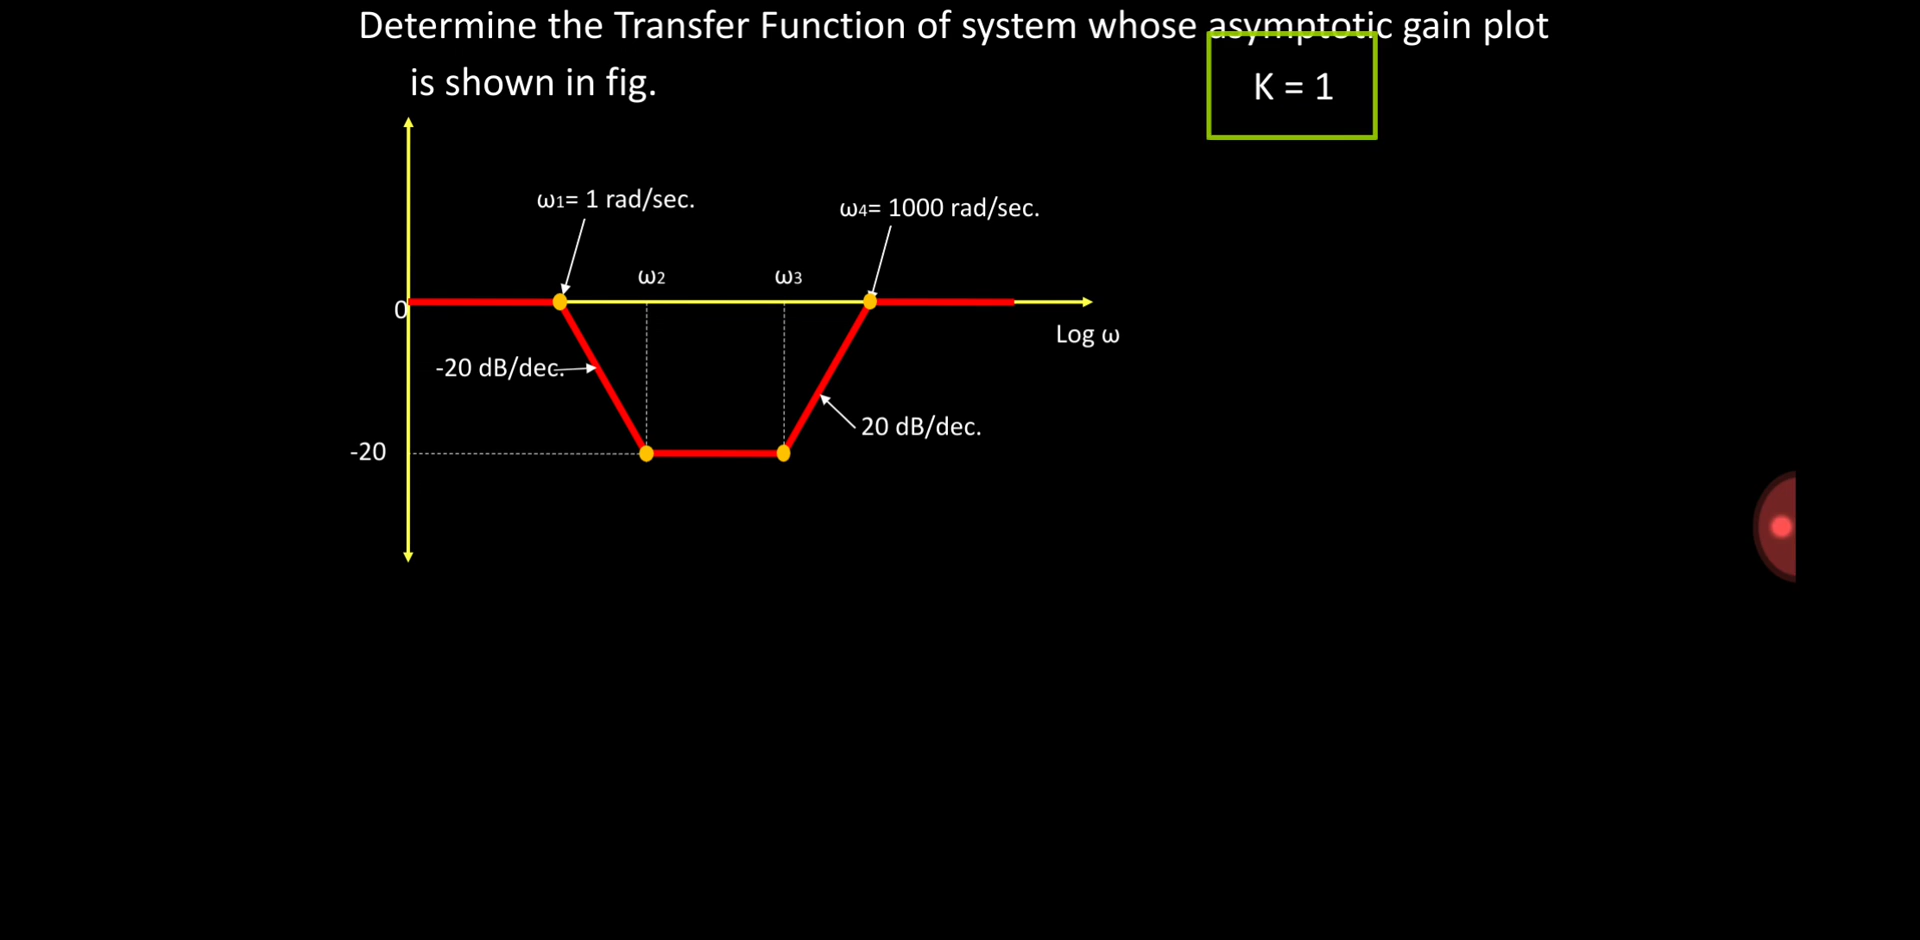 Determine the Transfer Function of system whose asymptotic gain plot
is shown in fig.
K = 1
ω1= 1 rad/sec.
ω4= 1000 rad/sec.
ω2
ω3
0
Log ω
-20 dB/dec.
20 dB/dec.
-20